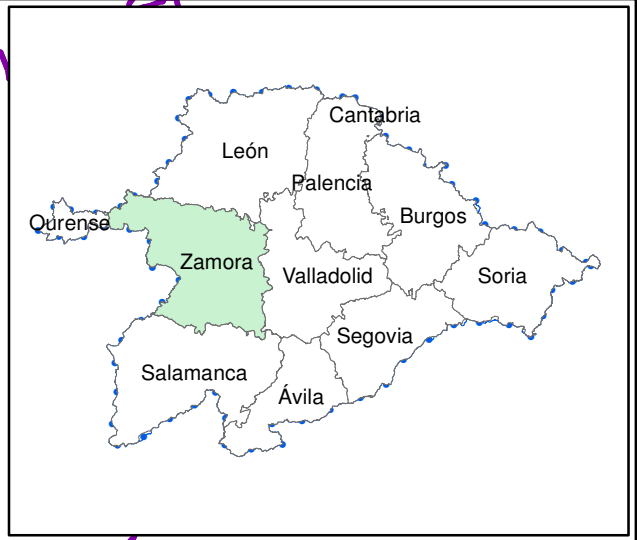 Cantabria
León
Palencia
Burgos
Ourense
Zamora
Valladolid
Soria
Segovia
Salamanca
Ávila